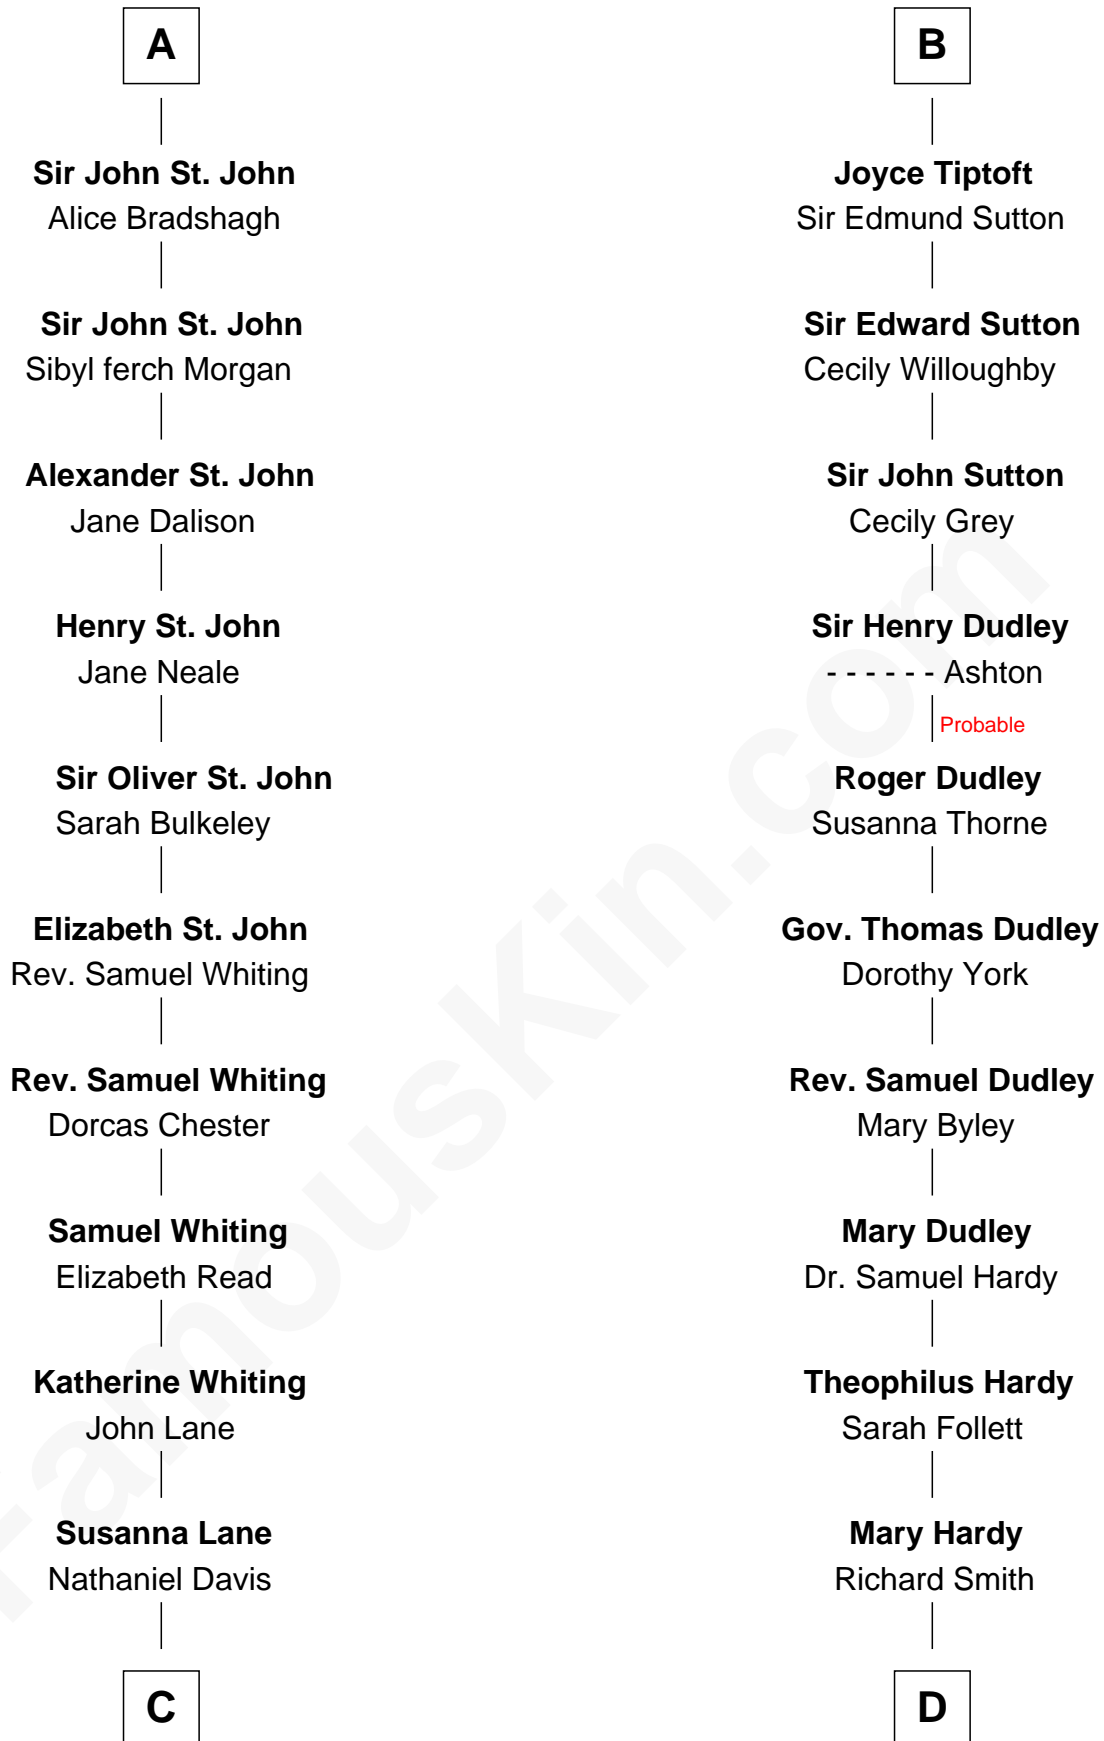 A
Sir John St. John
Alice Bradshagh
Sir John St. John
Sibyl ferch Morgan
Alexander St. John
Jane Dalison
Henry St. John
Jane Neale
Sir Oliver St. John
Sarah Bulkeley
Elizabeth St. John
Rev. Samuel Whiting
Rev. Samuel Whiting
Dorcas Chester
Samuel Whiting
Elizabeth Read
Katherine Whiting
John Lane
Susanna Lane
Nathaniel Davis
C
B
Joyce Tiptoft
Sir Edmund Sutton
Sir Edward Sutton
Cecily Willoughby
Sir John Sutton
Cecily Grey
Sir Henry Dudley
- - - - - - Ashton
Probable
Roger Dudley
Susanna Thorne
Gov. Thomas Dudley
Dorothy York
Rev. Samuel Dudley
Mary Byley
Mary Dudley
Dr. Samuel Hardy
Theophilus Hardy
Sarah Follett
Mary Hardy
Richard Smith
D
FamousKin.com